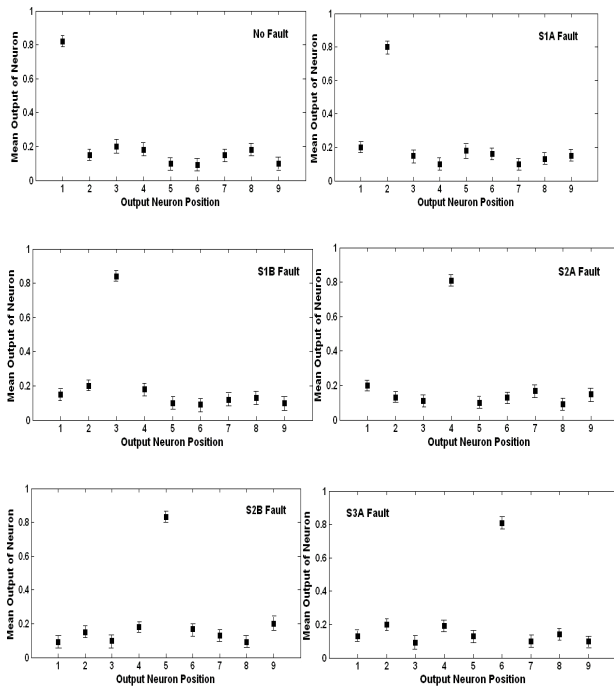 No Fault
Mean Output of Neuron
1
0.8
0.6
0.4
0.2
0
1 2 3 4 5 6 7 8 9
Output Neuron Position
S1A Fault
Mean Output of Neuron
1
0.8
0.6
0.4
0.2
0
1 2 3 4 5 6 7 8 9
Output Neuron Position
S1B Fault
Mean Output of Neuron
1
0.8
0.6
0.4
0.2
0
1 2 3 4 5 6 7 8 9
Output Neuron Position
S2A Fault
Mean Output of Neuron
1
0.8
0.6
0.4
0.2
0
1 2 3 4 5 6 7 8 9
Output Neuron Position
S2B Fault
Mean Output of Neuron
1
0.8
0.6
0.4
0.2
0
1 2 3 4 5 6 7 8 9
Output Neuron Position
S3A Fault
Mean Output of Neuron
1
0.8
0.6
0.4
0.2
0
1 2 3 4 5 6 7 8 9
Output Neuron Position